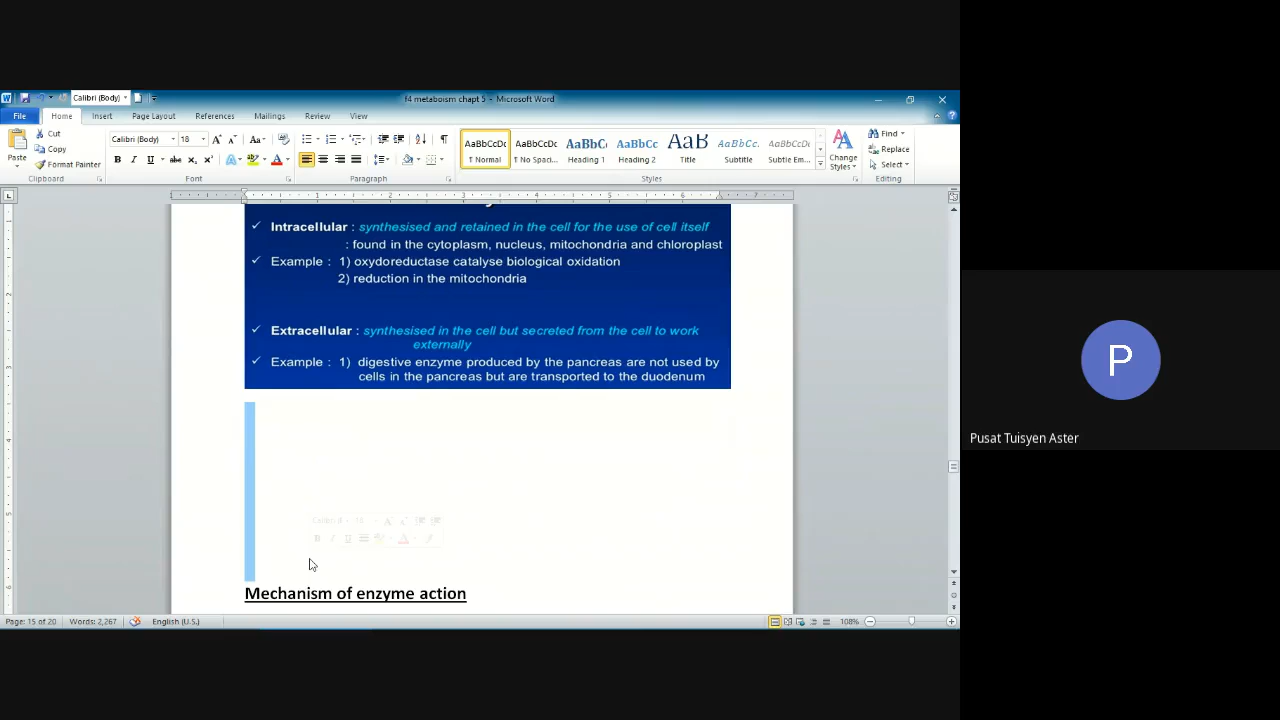 Calibri (Body)
f4 metaboism chapt 5 - Microsoft Word
File Home Insert Page Layout References Mailings Review View
Paste
Cut
Copy
Format Painter
Calibri (Body) 18
Clipboard Font Paragraph Styles Editing
AaBbCcDc AaBbCcDc AaBbC AaBbCc AaB AaBbCc. AaBbCcDc
¶ Normal ¶ No Spac... Heading 1 Heading 2 Title Subtitle Subtle Em...
Change
Styles
Find
Replace
Select
Intracellular : synthesised and retained in the cell for the use of cell itself
: found in the cytoplasm, nucleus, mitochondria and chloroplast
Example : 1) oxydoreductase catalyse biological oxidation
2) reduction in the mitochondria
Extracellular : synthesised in the cell but secreted from the cell to work
externally
Example : 1) digestive enzyme produced by the pancreas are not used by
cells in the pancreas but are transported to the duodenum
Mechanism of enzyme action
Page: 15 of 20 Words: 2,267 English (U.S.) 108%
P
Pusat Tuisyen Aster